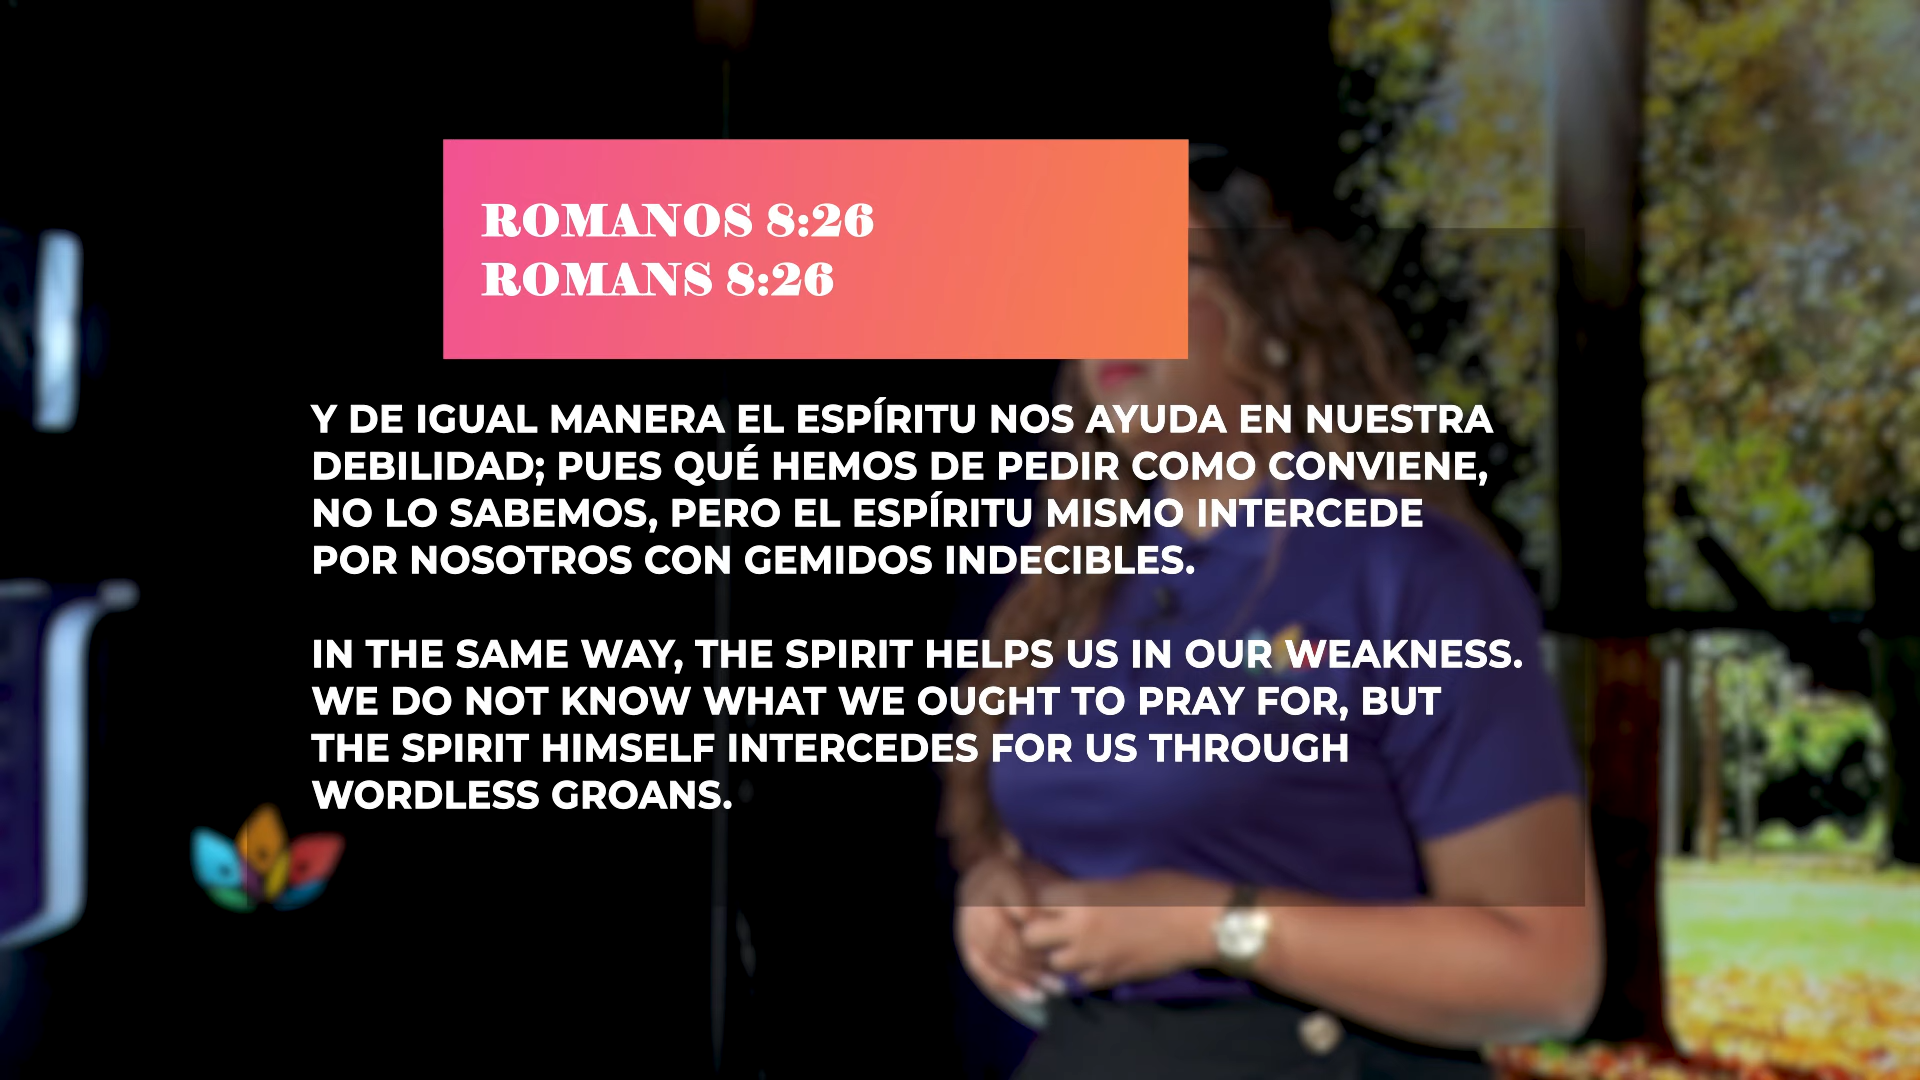 ROMANOS 8:26
ROMANS 8:26
Y DE IGUAL MANERA EL ESPÍRITU NOS AYUDA EN NUESTRA
DEBILIDAD; PUES QUÉ HEMOS DE PEDIR COMO CONVIENE,
NO LO SABEMOS, PERO EL ESPÍRITU MISMO INTERCEDE
POR NOSOTROS CON GEMIDOS INDECIBLES.
IN THE SAME WAY, THE SPIRIT HELPS US IN OUR WEAKNESS.
WE DO NOT KNOW WHAT WE OUGHT TO PRAY FOR, BUT
THE SPIRIT HIMSELF INTERCEDES FOR US THROUGH
WORDLESS GROANS.